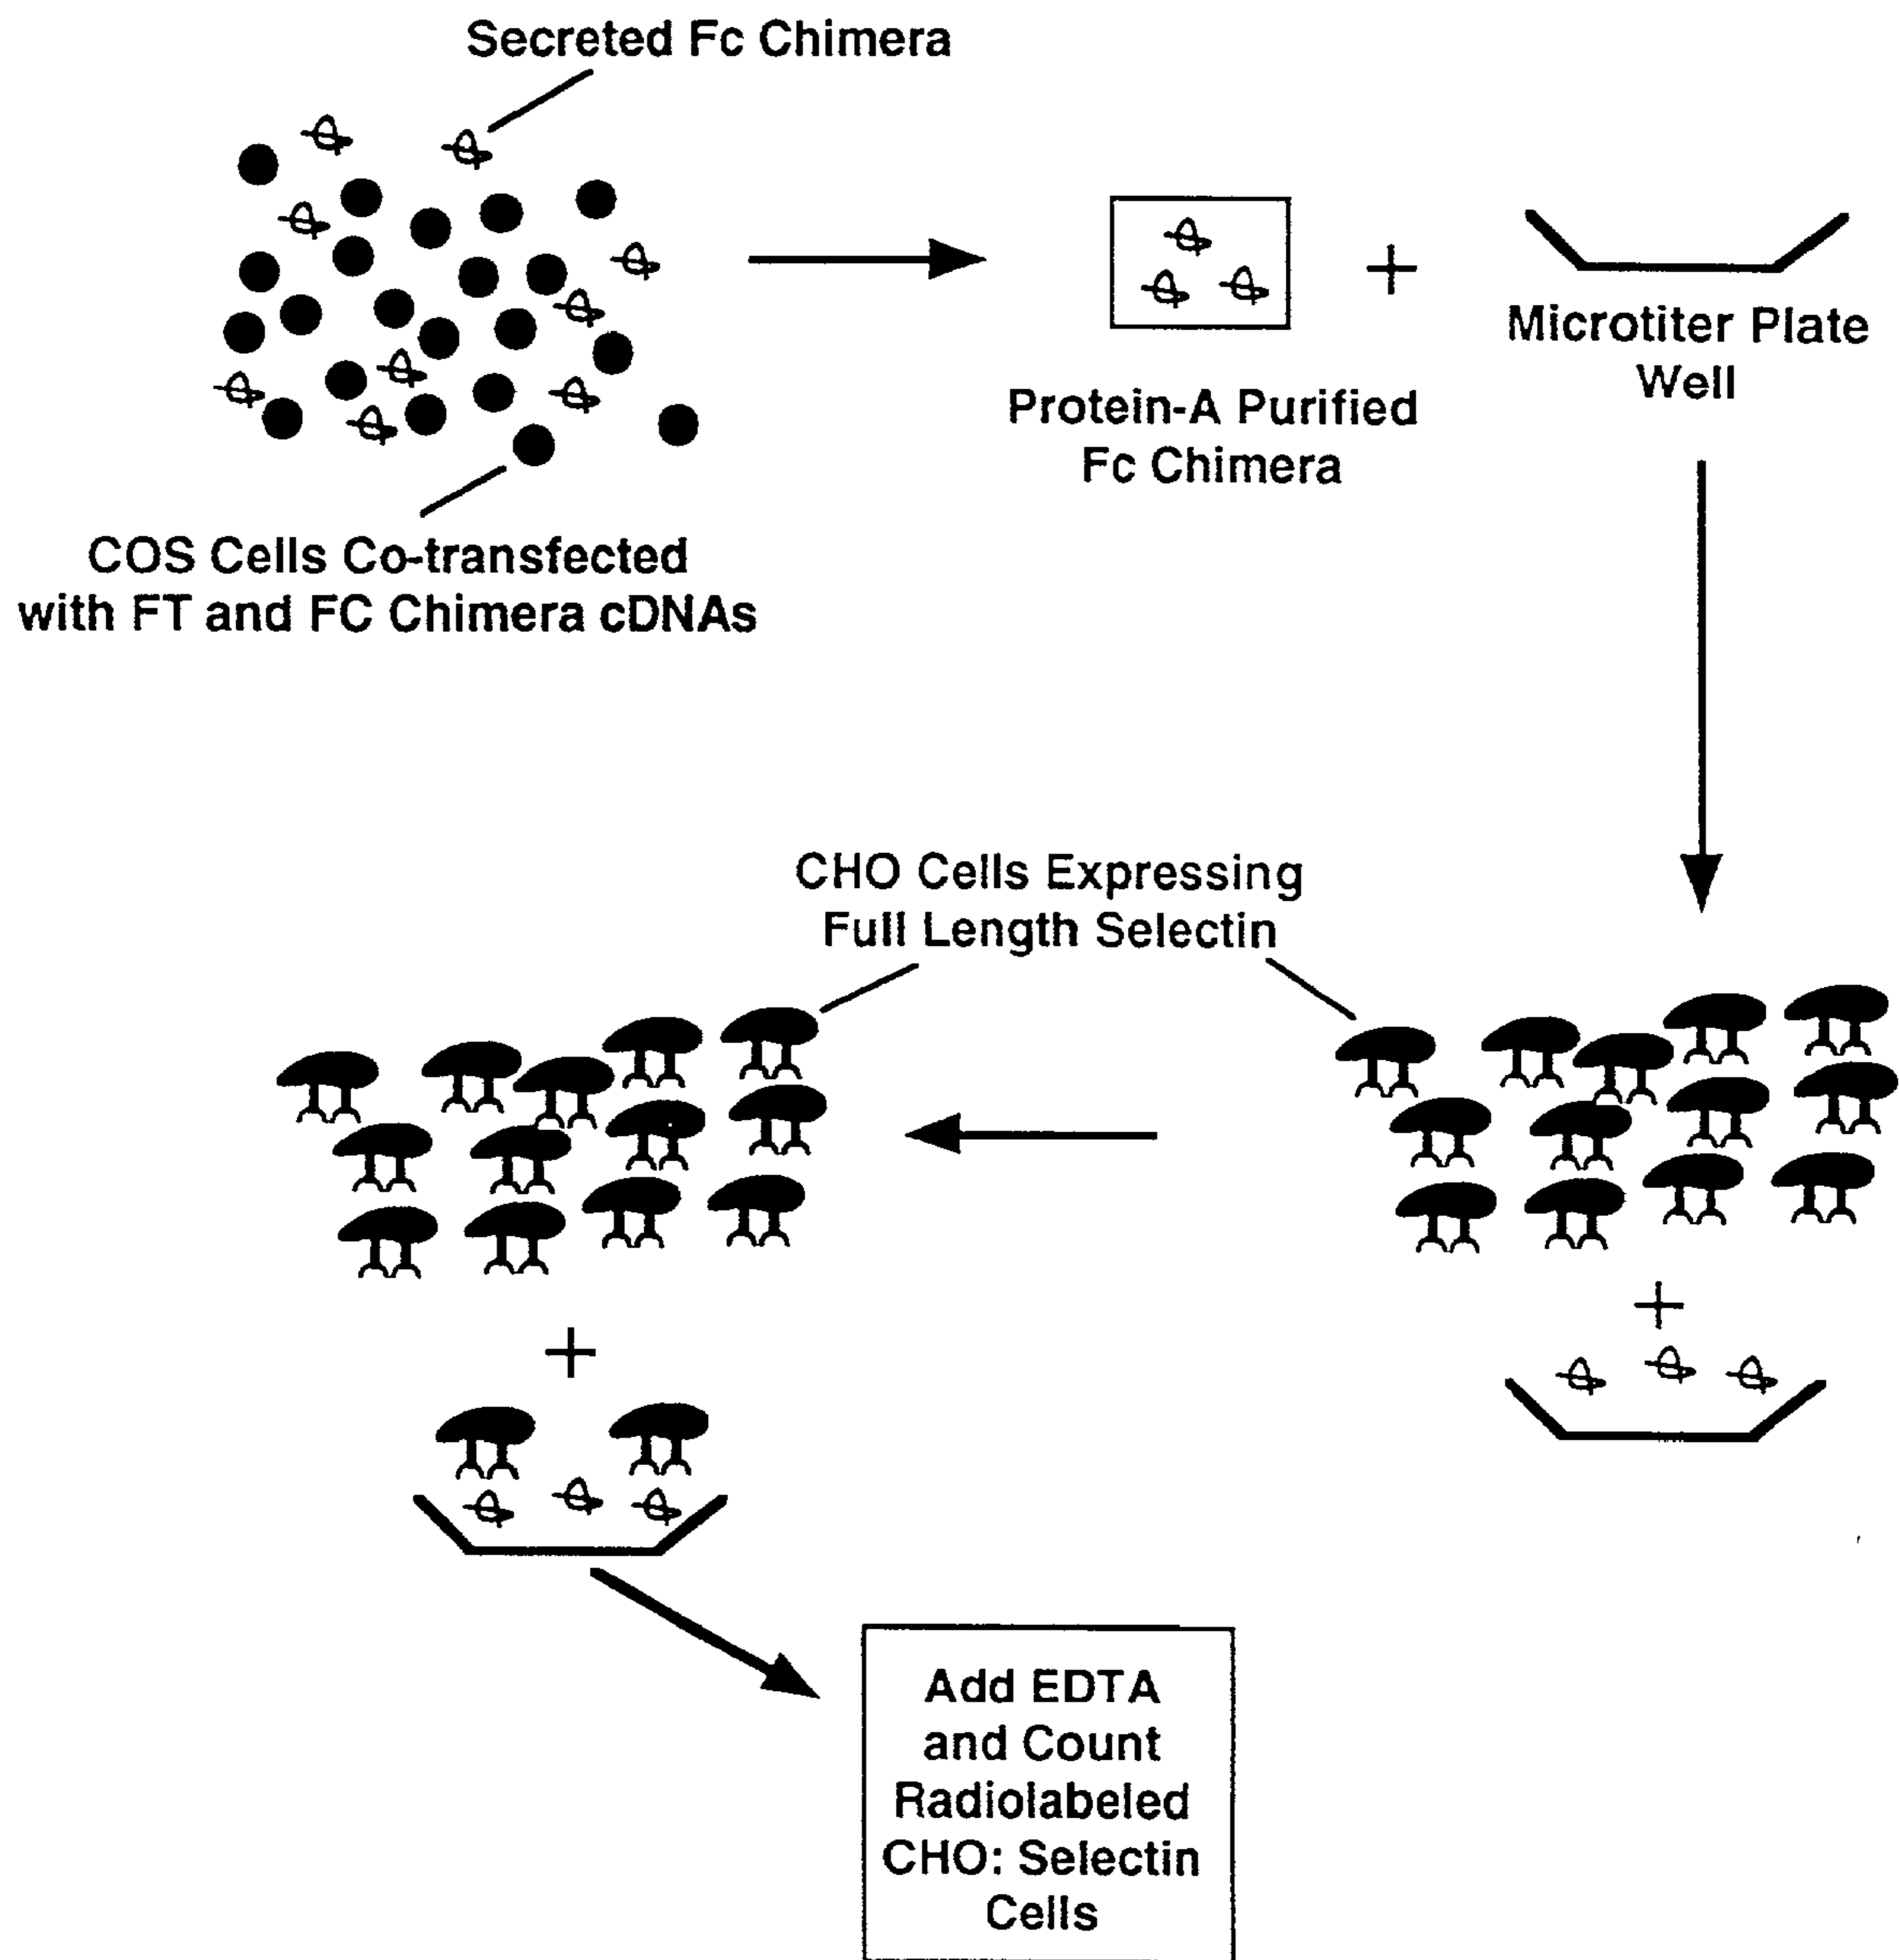 Secreted Fc Chimera
COS Cells Co-transfected
with FT and FC Chimera cDNAs
+
Protein-A Purified
Fc Chimera
Microtiter Plate
Well
CHO Cells Expressing
Full Length Selectin
+
+
Add EDTA
and Count
Radiolabeled
CHO: Selectin
Cells